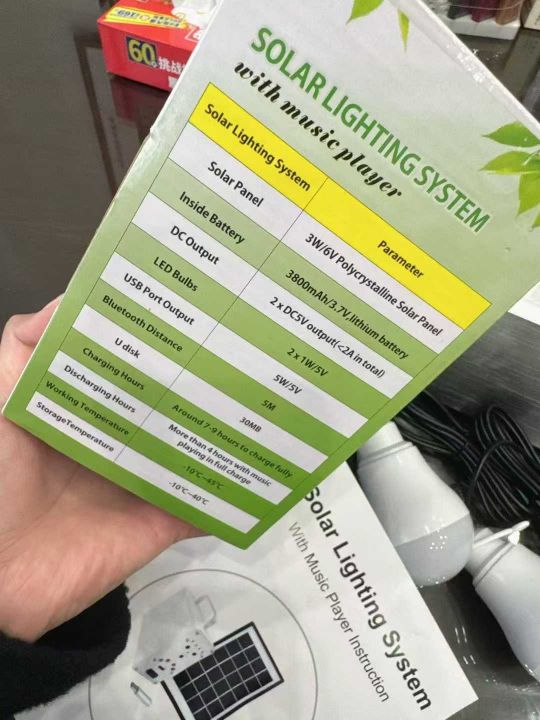 60
挑战
SOLAR LIGHTING SYSTEM
with music player
Solar Lighting System Parameter
Solar Panel 3W/6V Polycrystalline Solar Panel
Inside Battery 3800mAh/3.7V,lithium battery
DC Output 2 x DC5V output(<2A in total)
LED Bulbs 2 x 1W/5V
USB Port Output 5W/5V
Bluetooth Distance 5M
U disk 30MB
Charging Hours Around 7-9 hours to charge fully
Discharging Hours More than 4 hours with music
playing in full charge
Working Temperature -10℃~45℃
StorageTemperature -10℃~40℃
Solar Lighting System
With Music Player Instruction